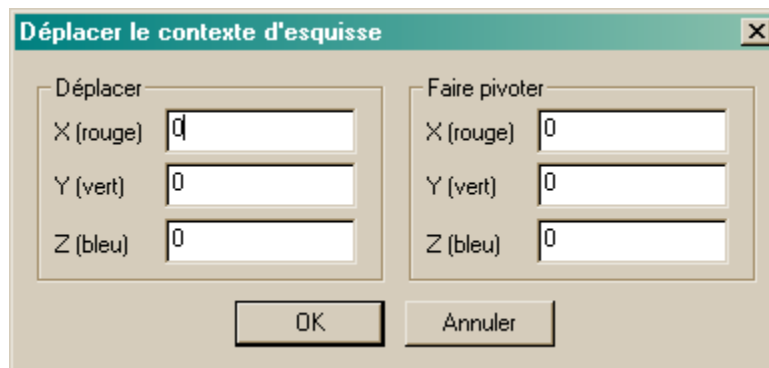 Déplacer le contexte d'esquisse
Déplacer
X (rouge) 0
Y (vert) 0
Z (bleu) 0
Faire pivoter
X (rouge) 0
Y (vert) 0
Z (bleu) 0
OK Annuler